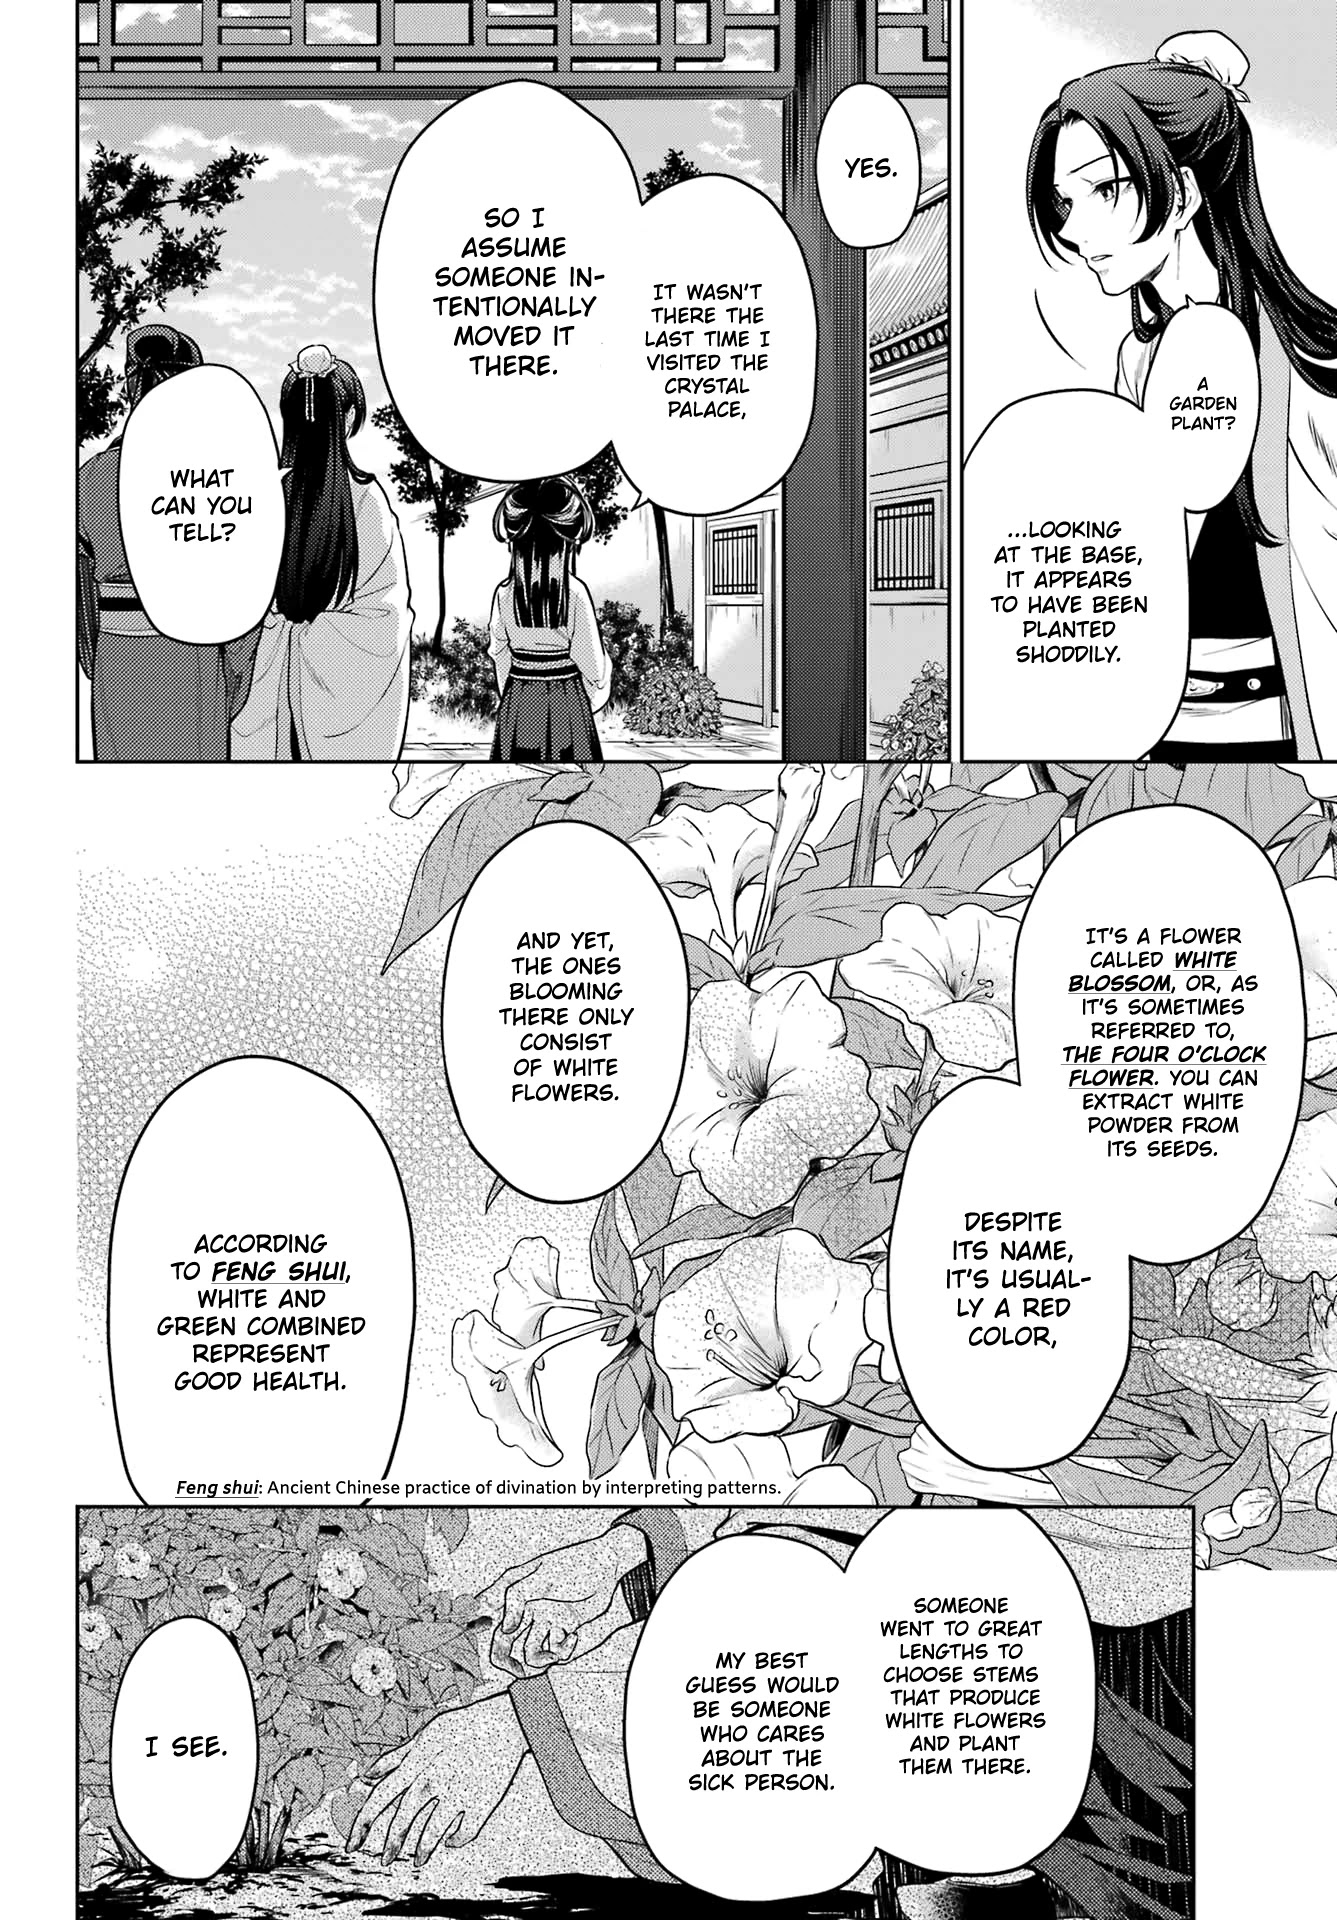 A
GARDEN
PLANT?
...LOOKING
AT THE BASE,
IT APPEARS
TO HAVE BEEN
PLANTED
SHODDILY.
YES.
IT WASN'T
THERE THE
LAST TIME I
VISITED THE
CRYSTAL
PALACE,
SO I
ASSUME
SOMEONE IN-
TENTIONALLY
MOVED IT
THERE.
WHAT
CAN YOU
TELL?
IT'S A FLOWER
CALLED WHITE
BLOSSOM, OR, AS
IT'S SOMETIMES
REFERRED TO,
THE FOUR O'CLOCK
FLOWER. YOU CAN
EXTRACT WHITE
POWDER FROM
ITS SEEDS.
DESPITE
ITS NAME,
IT'S USUAL-
LY A RED
COLOR,
AND YET,
THE ONES
BLOOMING
THERE ONLY
CONSIST
OF WHITE
FLOWERS.
ACCORDING
TO FENG SHUI,
WHITE AND
GREEN COMBINED
REPRESENT
GOOD HEALTH.
Feng shui: Ancient Chinese practice of divination by interpreting patterns.
SOMEONE
WENT TO GREAT
LENGTHS TO
CHOOSE STEMS
THAT PRODUCE
WHITE FLOWERS
AND PLANT
THEM THERE.
MY BEST
GUESS WOULD
BE SOMEONE
WHO CARES
ABOUT THE
SICK PERSON.
I SEE.